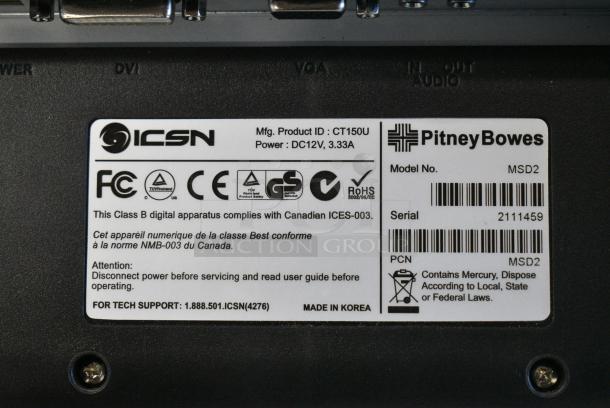 DVI
VGA
IN OUT
AUDIO
ICSN
Mfg. Product ID : CT150U
Power : DC12V, 3.33A
FC CE GS RoHS
This Class B digital apparatus complies with Canadian ICES-003.
Cet appareil numerique de la classe Best conforme
à la norme NMB-003 du Canada.
Attention:
Disconnect power before servicing and read user guide before
operating.
FOR TECH SUPPORT: 1.888.501.ICSN(4276)
MADE IN KOREA
PitneyBowes
Model No. MSD2
Serial 2111459
PCN MSD2
Contains Mercury, Dispose
According to Local, State
or Federal Laws.